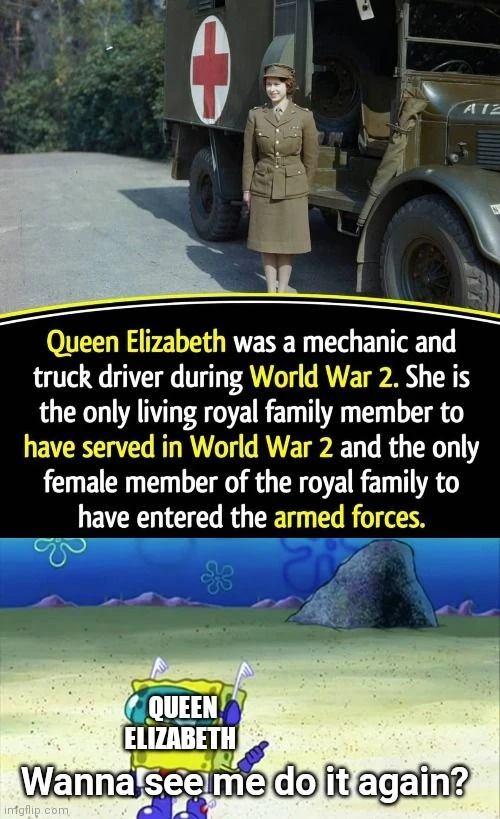 A12
Queen Elizabeth was a mechanic and
truck driver during World War 2. She is
the only living royal family member to
have served in World War 2 and the only
female member of the royal family to
have entered the armed forces.
QUEEN
ELIZABETH
Wanna see me do it again?
imgflip.com